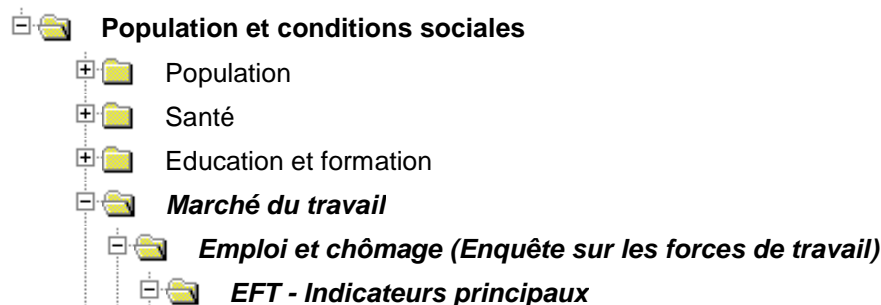 Population et conditions sociales
Population
Santé
Education et formation
Marché du travail
Emploi et chômage (Enquête sur les forces de travail)
EFT - Indicateurs principaux